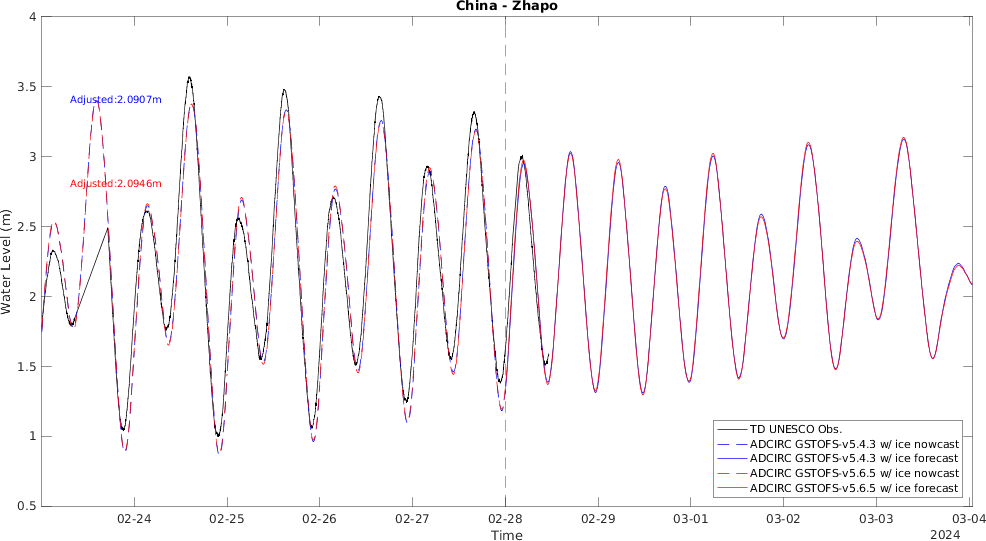 China - Zhapo
4
3.5
3
2.5
2
1.5
1
0.5
Water Level (m)
Adjusted:2.0907m
Adjusted:2.0946m
TD UNESCO Obs.
ADCIRC GSTOFS-v5.4.3 w/ ice nowcast
ADCIRC GSTOFS-v5.4.3 w/ ice forecast
ADCIRC GSTOFS-v5.6.5 w/ ice nowcast
ADCIRC GSTOFS-v5.6.5 w/ ice forecast
02-24 02-25 02-26 02-27 02-28 02-29 03-01 03-02 03-03 03-04
Time
2024